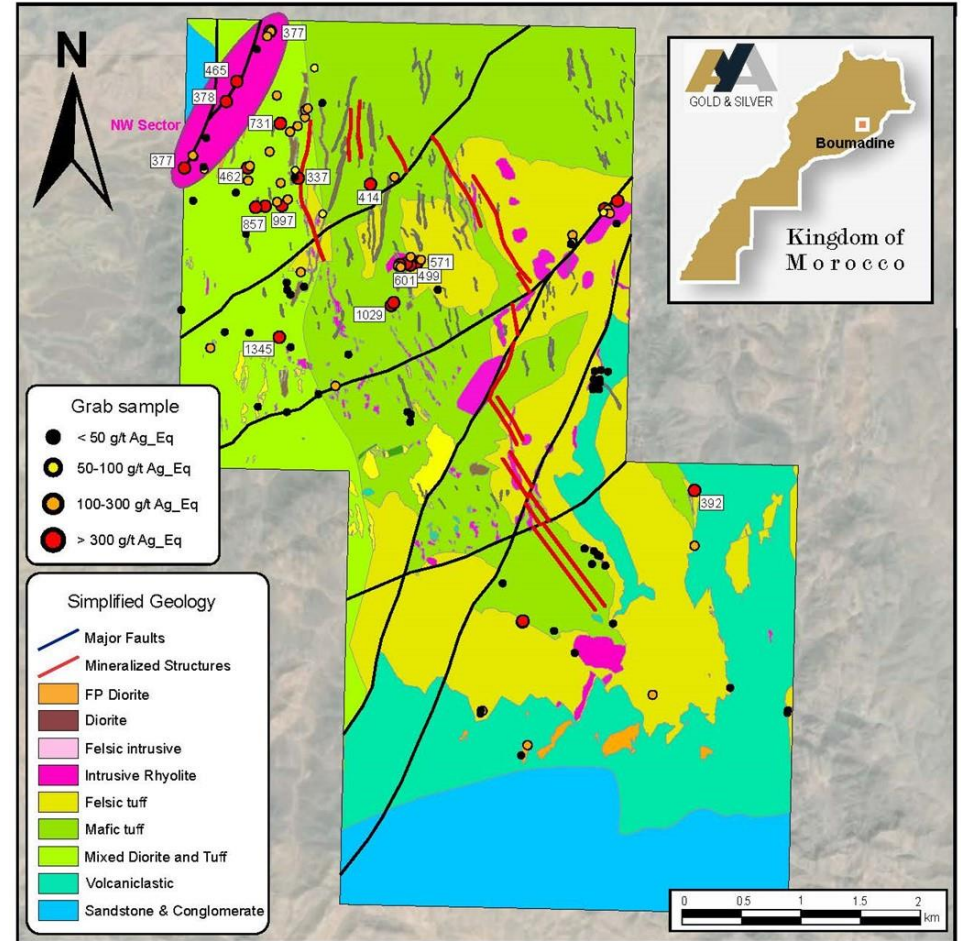 N
377
465
378
NW Sector
731
377
462
337
414
857
997
571
499
601
1029
1345
392
AYA
GOLD & SILVER
Boumadine
Kingdom of
Morocco
Grab sample
< 50 g/t Ag_Eq
50-100 g/t Ag_Eq
100-300 g/t Ag_Eq
> 300 g/t Ag_Eq
Simplified Geology
Major Faults
Mineralized Structures
FP Diorite
Diorite
Felsic intrusive
Intrusive Rhyolite
Felsic tuff
Mafic tuff
Mixed Diorite and Tuff
Volcaniclastic
Sandstone & Conglomerate
0 0.5 1 1.5 2
km